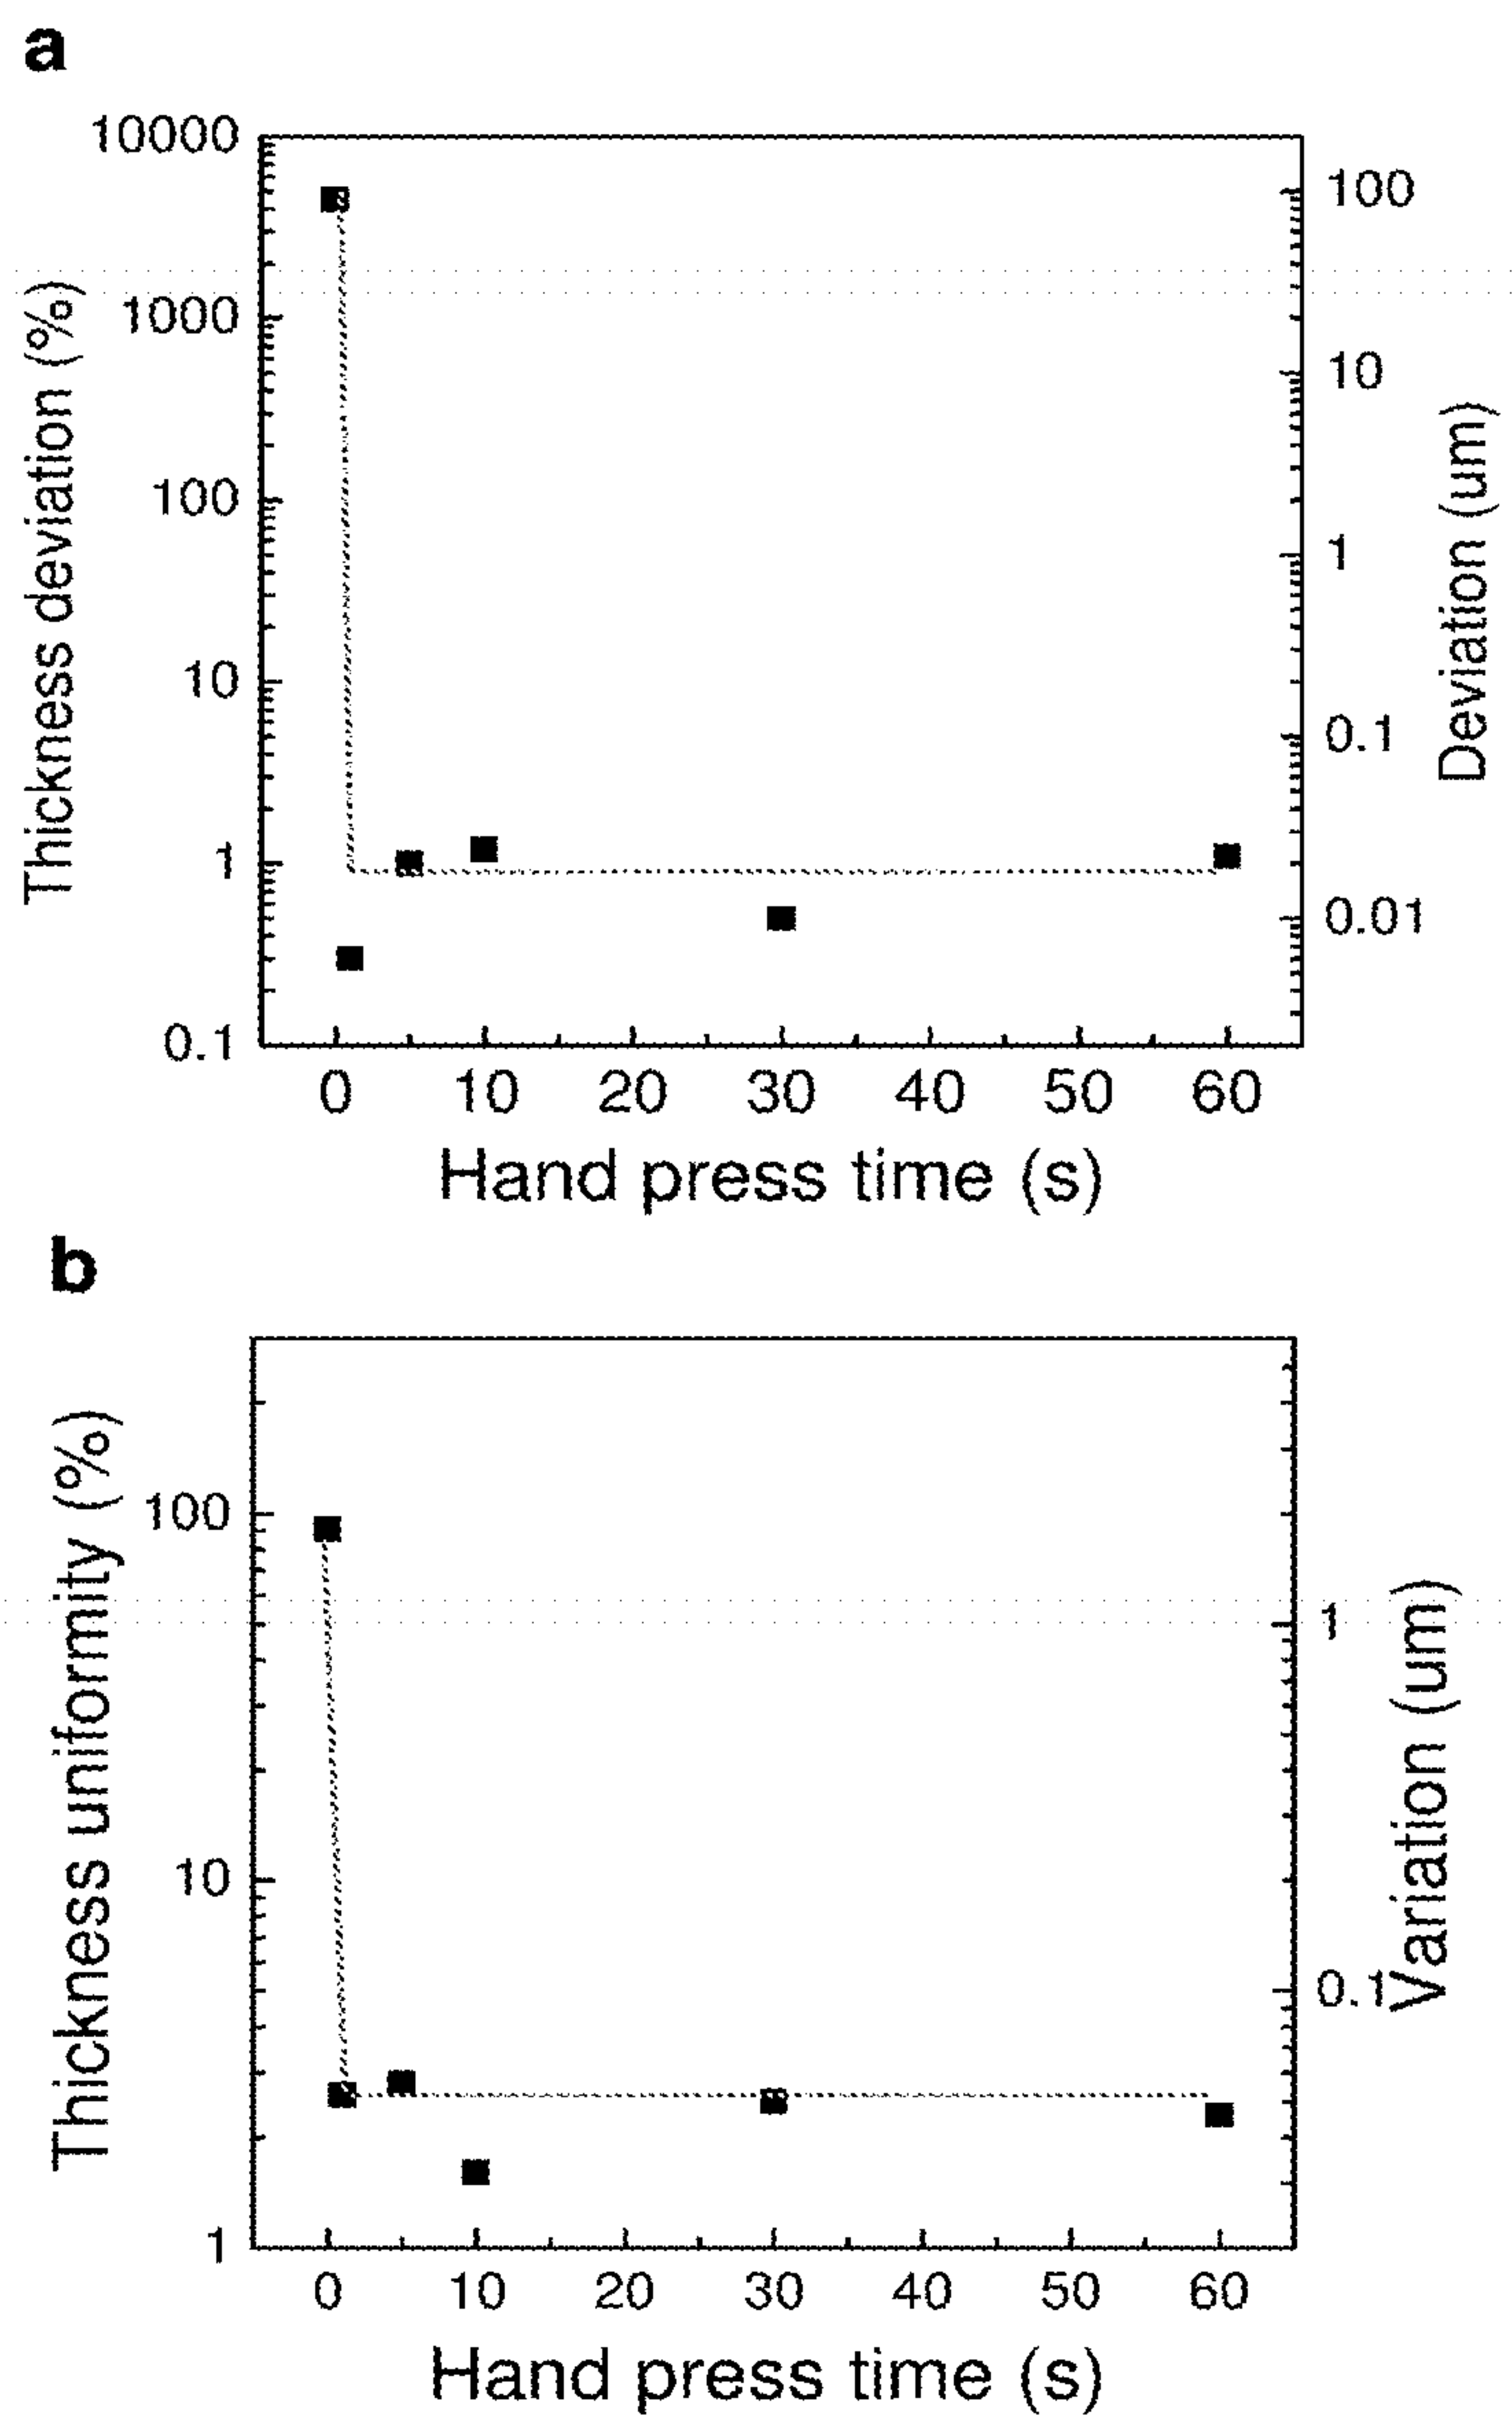 a
10000
1000
100
10
1
0.1
Thickness deviation (%)
100
10
1
0.1
0.01
Deviation (um)
0 10 20 30 40 50 60
Hand press time (s)
b
100
10
1
Thickness uniformity (%)
1
0.1
Variation (um)
0 10 20 30 40 50 60
Hand press time (s)